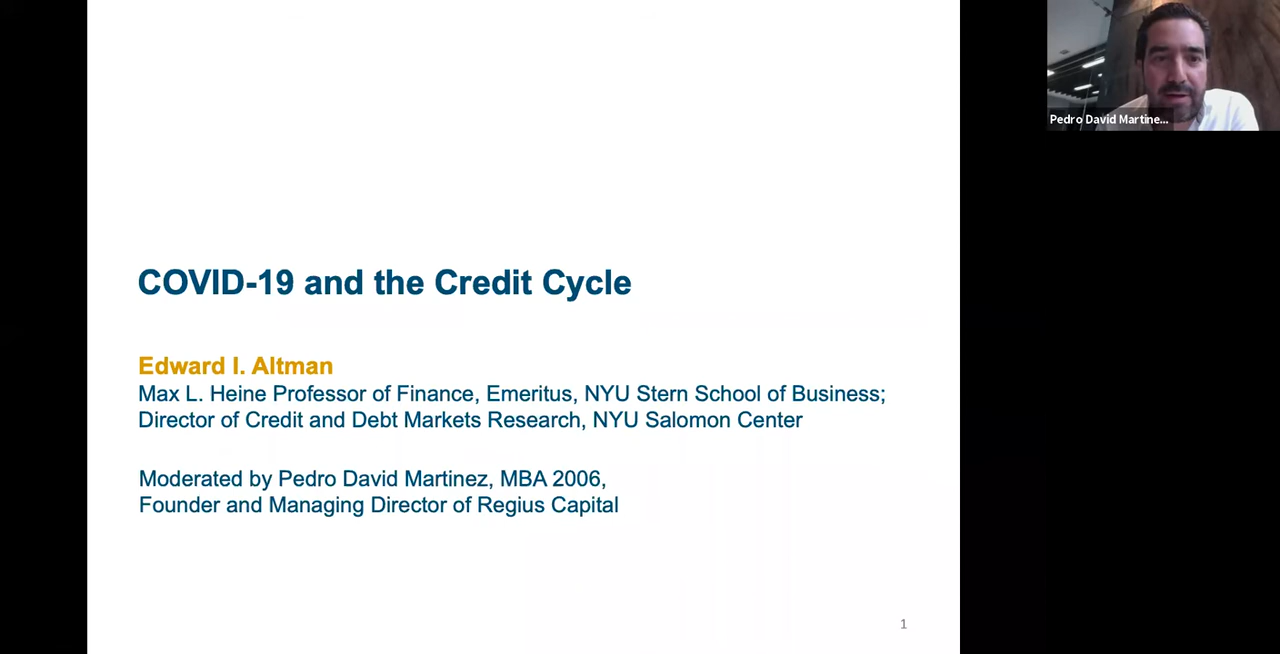 COVID-19 and the Credit Cycle
Edward I. Altman
Max L. Heine Professor of Finance, Emeritus, NYU Stern School of Business;
Director of Credit and Debt Markets Research, NYU Salomon Center
Moderated by Pedro David Martinez, MBA 2006,
Founder and Managing Director of Regius Capital
1
Pedro David Martine...